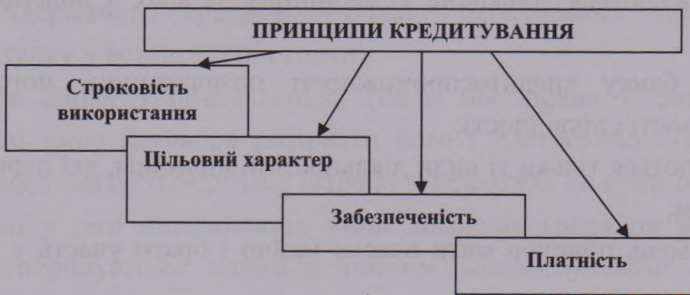 ПРИНЦИПИ КРЕДИТУВАННЯ
Строковість
використання
Цільовий характер
Забезпеченість
Платність